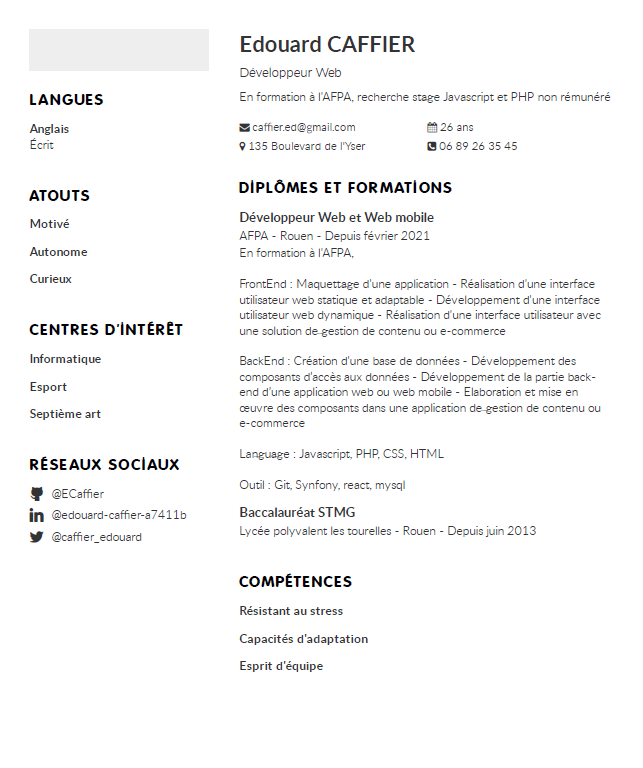 Edouard CAFFIER
Développeur Web
En formation à l'AFPA, recherche stage Javascript et PHP non rémunéré
caffier.ed@gmail.com
26 ans
135 Boulevard de l'Yser
06 89 26 35 45
LANGUES
Anglais
Écrit
ATOUTS
Motivé
Autonome
Curieux
CENTRES D'INTÉRÊT
Informatique
Esport
Septième art
RÉSEAUX SOCIAUX
@ECaffier
@edouard-caffier-a7411b
@caffier_edouard
DIPLÔMES ET FORMATIONS
Développeur Web et Web mobile
AFPA - Rouen - Depuis février 2021
En formation à l'AFPA,
FrontEnd : Maquettage d'une application - Réalisation d'une interface
utilisateur web statique et adaptable - Développement d'une interface
utilisateur web dynamique - Réalisation d'une interface utilisateur avec
une solution de gestion de contenu ou e-commerce
BackEnd : Création d'une base de données - Développement des
composants d'accès aux données - Développement de la partie back-
end d'une application web ou web mobile - Elaboration et mise en
œuvre des composants dans une application de gestion de contenu ou
e-commerce
Language : Javascript, PHP, CSS, HTML
Outil : Git, Synfony, react, mysql
Baccalauréat STMG
Lycée polyvalent les tourelles - Rouen - Depuis juin 2013
COMPÉTENCES
Résistant au stress
Capacités d'adaptation
Esprit d'équipe